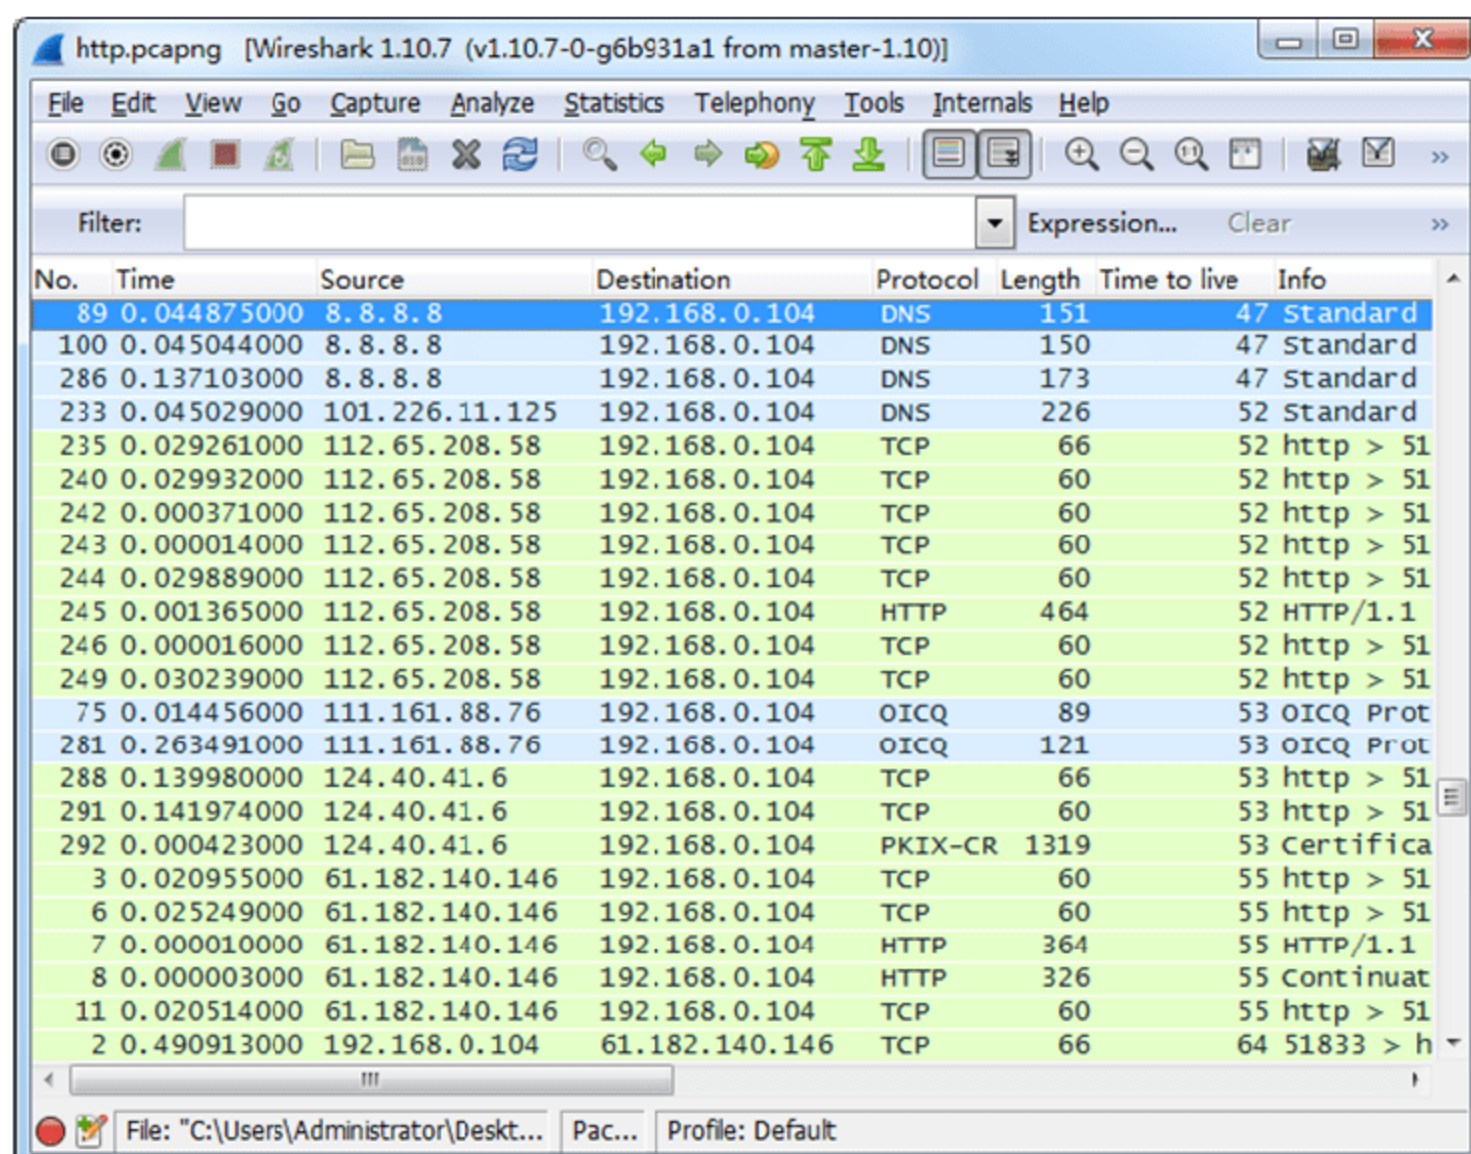 http.pcapng [Wireshark 1.10.7 (v1.10.7-0-g6b931a1 from master-1.10)]
File Edit View Go Capture Analyze Statistics Telephony Tools Internals Help
Filter: Expression... Clear »
No. Time Source Destination Protocol Length Time to live Info
89 0.044875000 8.8.8.8 192.168.0.104 DNS 151 47 Standard
100 0.045044000 8.8.8.8 192.168.0.104 DNS 150 47 Standard
286 0.137103000 8.8.8.8 192.168.0.104 DNS 173 47 Standard
233 0.045029000 101.226.11.125 192.168.0.104 DNS 226 52 Standard
235 0.029261000 112.65.208.58 192.168.0.104 TCP 66 52 http > 51
240 0.029932000 112.65.208.58 192.168.0.104 TCP 60 52 http > 51
242 0.000371000 112.65.208.58 192.168.0.104 TCP 60 52 http > 51
243 0.000014000 112.65.208.58 192.168.0.104 TCP 60 52 http > 51
244 0.029889000 112.65.208.58 192.168.0.104 TCP 60 52 http > 51
245 0.001365000 112.65.208.58 192.168.0.104 HTTP 464 52 HTTP/1.1
246 0.000016000 112.65.208.58 192.168.0.104 TCP 60 52 http > 51
249 0.030239000 112.65.208.58 192.168.0.104 TCP 60 52 http > 51
75 0.014456000 111.161.88.76 192.168.0.104 OICQ 89 53 OICQ Prot
281 0.263491000 111.161.88.76 192.168.0.104 OICQ 121 53 OICQ Prot
288 0.139980000 124.40.41.6 192.168.0.104 TCP 66 53 http > 51
291 0.141974000 124.40.41.6 192.168.0.104 TCP 60 53 http > 51
292 0.000423000 124.40.41.6 192.168.0.104 PKIX-CR 1319 53 Certifica
3 0.020955000 61.182.140.146 192.168.0.104 TCP 60 55 http > 51
6 0.025249000 61.182.140.146 192.168.0.104 TCP 60 55 http > 51
7 0.000010000 61.182.140.146 192.168.0.104 HTTP 364 55 HTTP/1.1
8 0.000003000 61.182.140.146 192.168.0.104 HTTP 326 55 Continuat
11 0.020514000 61.182.140.146 192.168.0.104 TCP 60 55 http > 51
2 0.490913000 192.168.0.104 61.182.140.146 TCP 66 64 51833 > h
File: "C:\Users\Administrator\Deskt... Pac... Profile: Default